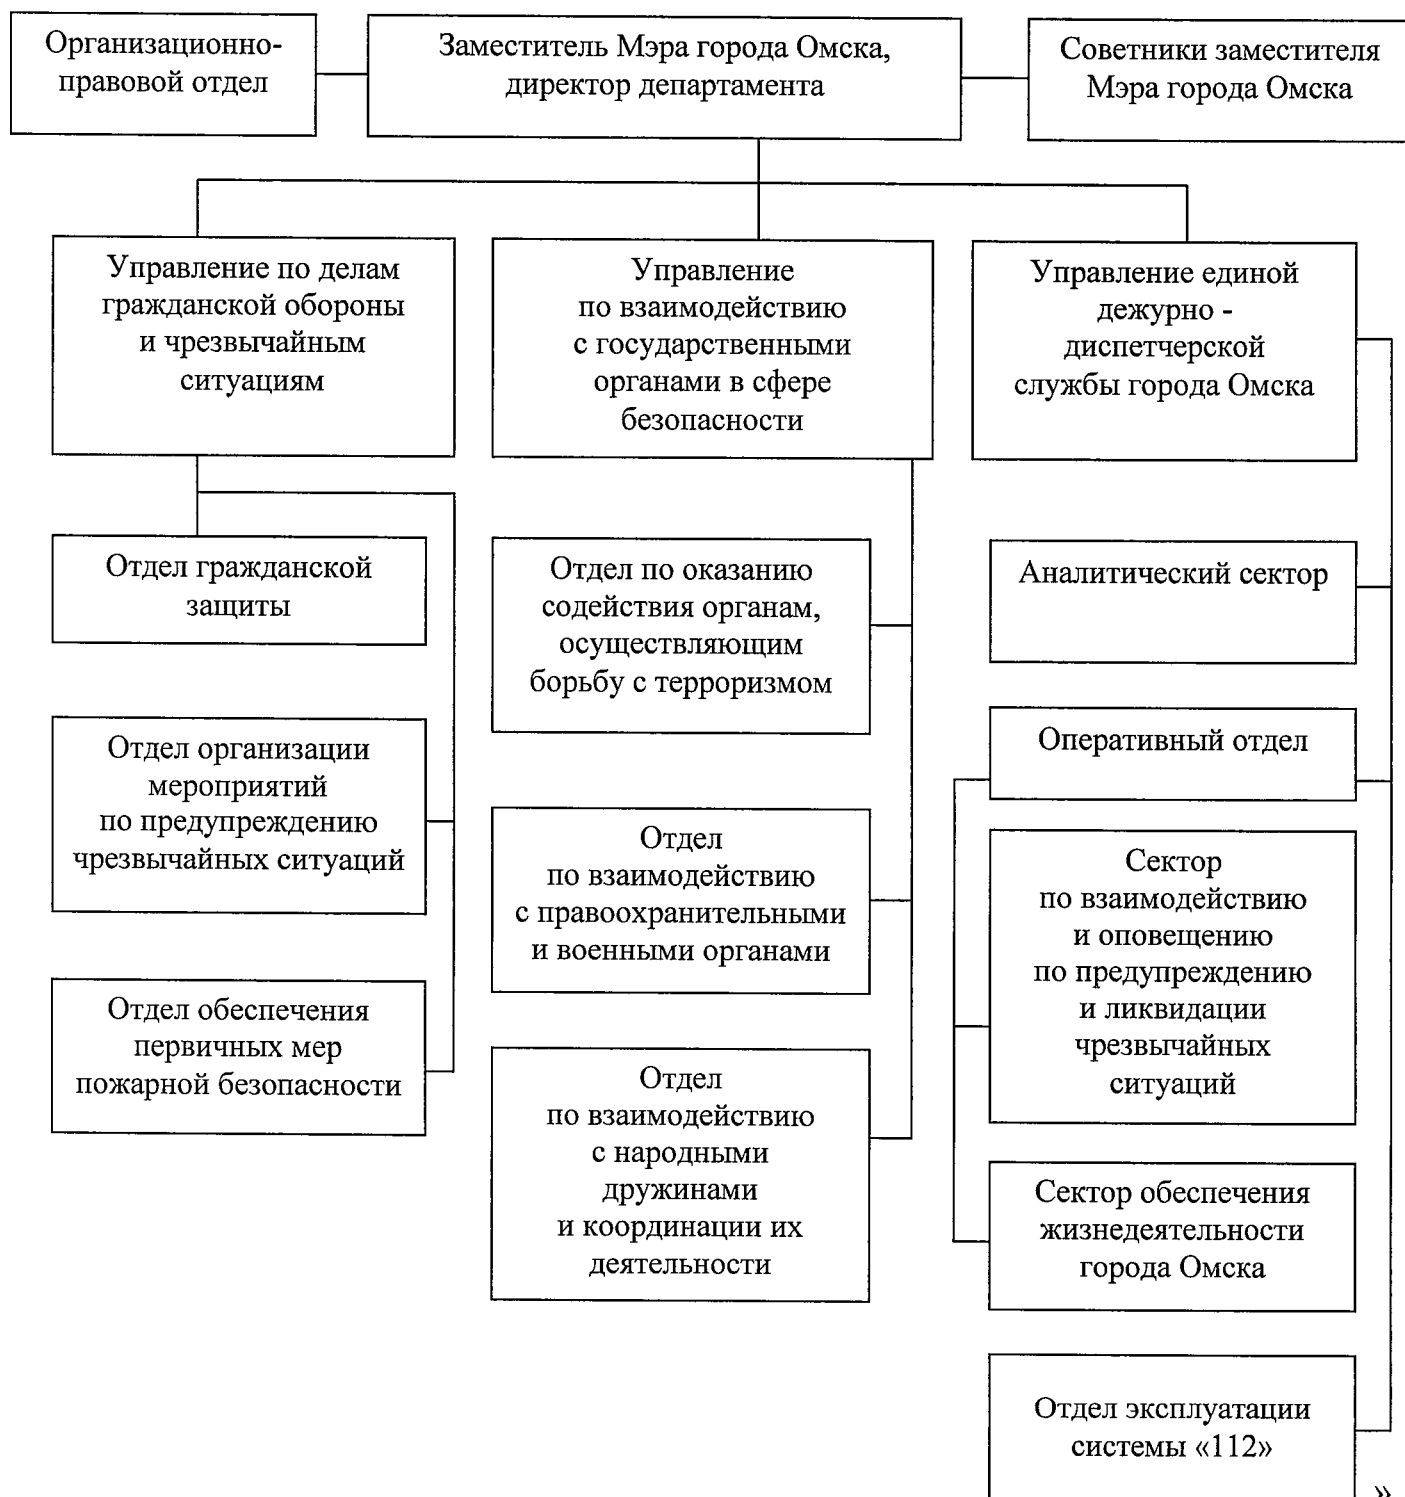 Организационно-
правовой отдел
Заместитель Мэра города Омска,
директор департамента
Советники заместителя
Мэра города Омска
Управление по делам
гражданской обороны
и чрезвычайным
ситуациям
Управление
по взаимодействию
с государственными
органами в сфере
безопасности
Управление единой
дежурно -
диспетчерской
службы города Омска
Отдел гражданской
защиты
Отдел организации
мероприятий
по предупреждению
чрезвычайных ситуаций
Отдел обеспечения
первичных мер
пожарной безопасности
Отдел по оказанию
содействия органам,
осуществляющим
борьбу с терроризмом
Отдел
по взаимодействию
с правоохранительными
и военными органами
Отдел
по взаимодействию
с народными
дружинами
и координации их
деятельности
Аналитический сектор
Оперативный отдел
Сектор
по взаимодействию
и оповещению
по предупреждению
и ликвидации
чрезвычайных
ситуаций
Сектор обеспечения
жизнедеятельности
города Омска
Отдел эксплуатации
системы «112»
»